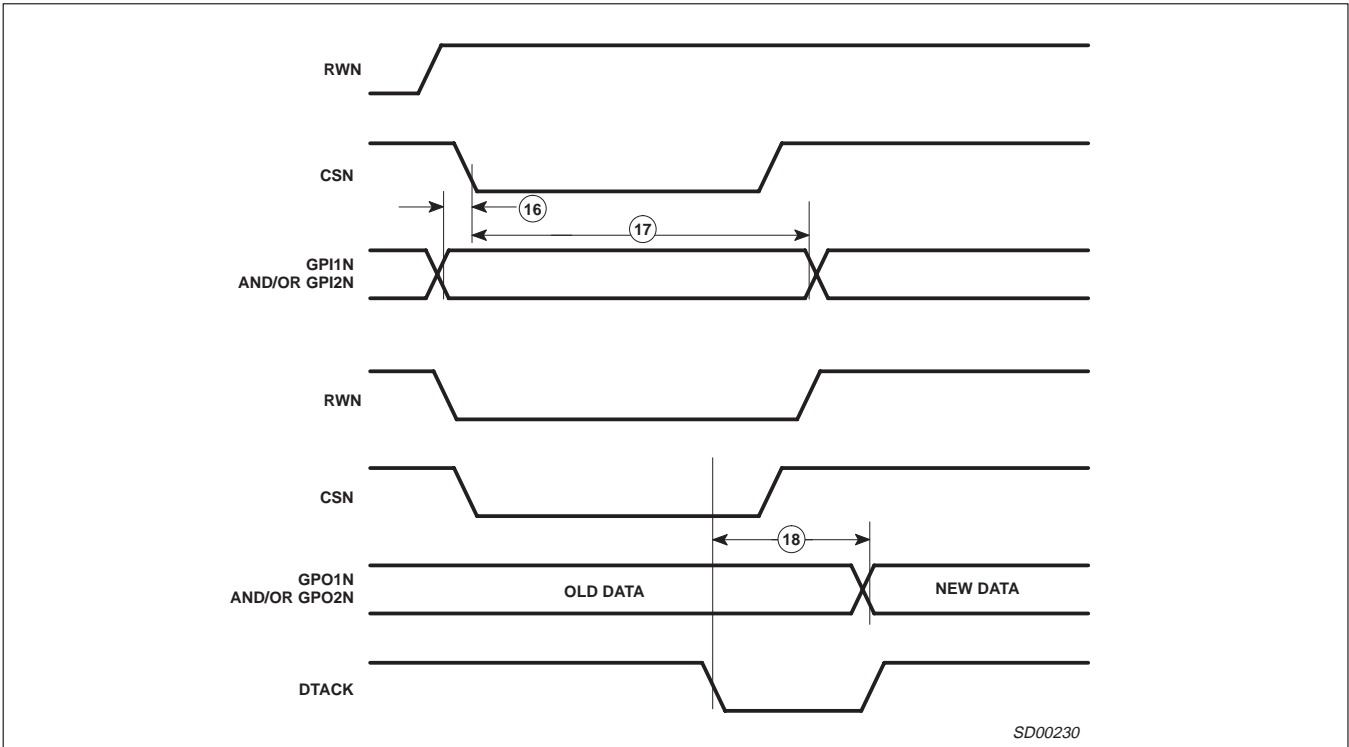 RWN
CSN
16
17
GPI1N
AND/OR GPI2N
RWN
CSN
18
GPO1N
AND/OR GPO2N
OLD DATA
NEW DATA
DTACK
SD00230